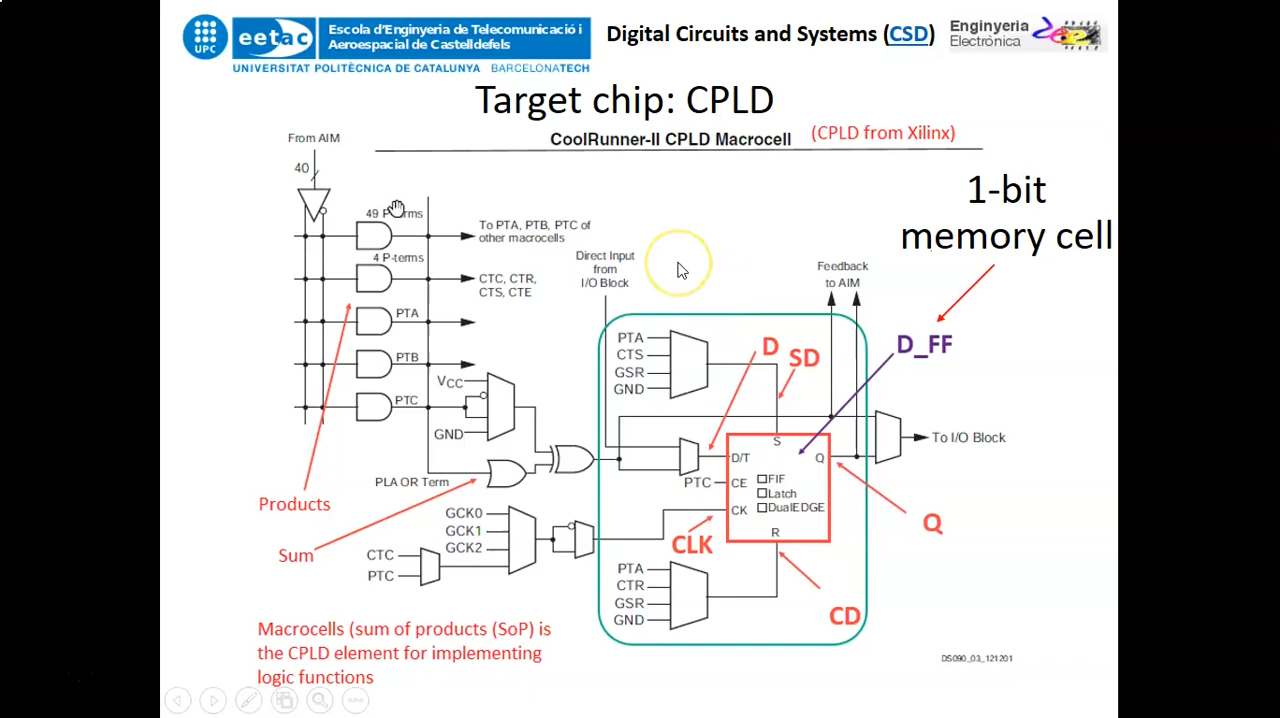 UPC
eetac
Escola d'Enginyeria de Telecomunicació i
Aeroespacial de Castelldefels
UNIVERSITAT POLITÈCNICA DE CATALUNYA BARCELONATECH
Digital Circuits and Systems (CSD)
Enginyeria
Electrònica
Target chip: CPLD
CoolRunner-II CPLD Macrocell
(CPLD from Xilinx)
From AIM
40
49 P-terms
To PTA, PTB, PTC of
other macrocells
4 P-terms
CTC, CTR,
CTS, CTE
PTA
PTB
PTC
VCC
GND
PLA OR Term
Products
Sum
GCK0
GCK1
GCK2
CTC
PTC
Direct Input
from
I/O Block
1-bit
memory cell
Feedback
to AIM
PTA
CTS
GSR
GND
D
SD
D_FF
S
D/T
Q
PTC
CE
FIF
Latch
DualEDGE
CK
R
To I/O Block
CLK
Q
PTA
CTR
GSR
GND
CD
Macrocells (sum of products (SoP) is
the CPLD element for implementing
logic functions
DS090_03_121201